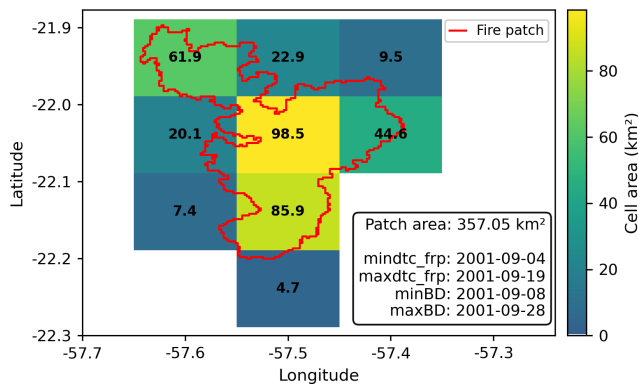 -21.9
-22.0
-22.1
-22.2
-22.3
Latitude
61.9
22.9
9.5
20.1
98.5
44.6
7.4
85.9
4.7
Fire patch
Patch area: 357.05 km²
mindtc_frp: 2001-09-04
maxdtc_frp: 2001-09-19
minBD: 2001-09-08
maxBD: 2001-09-28
-57.7
-57.6
-57.5
-57.4
-57.3
Longitude
80
60
40
20
0
Cell area (km²)